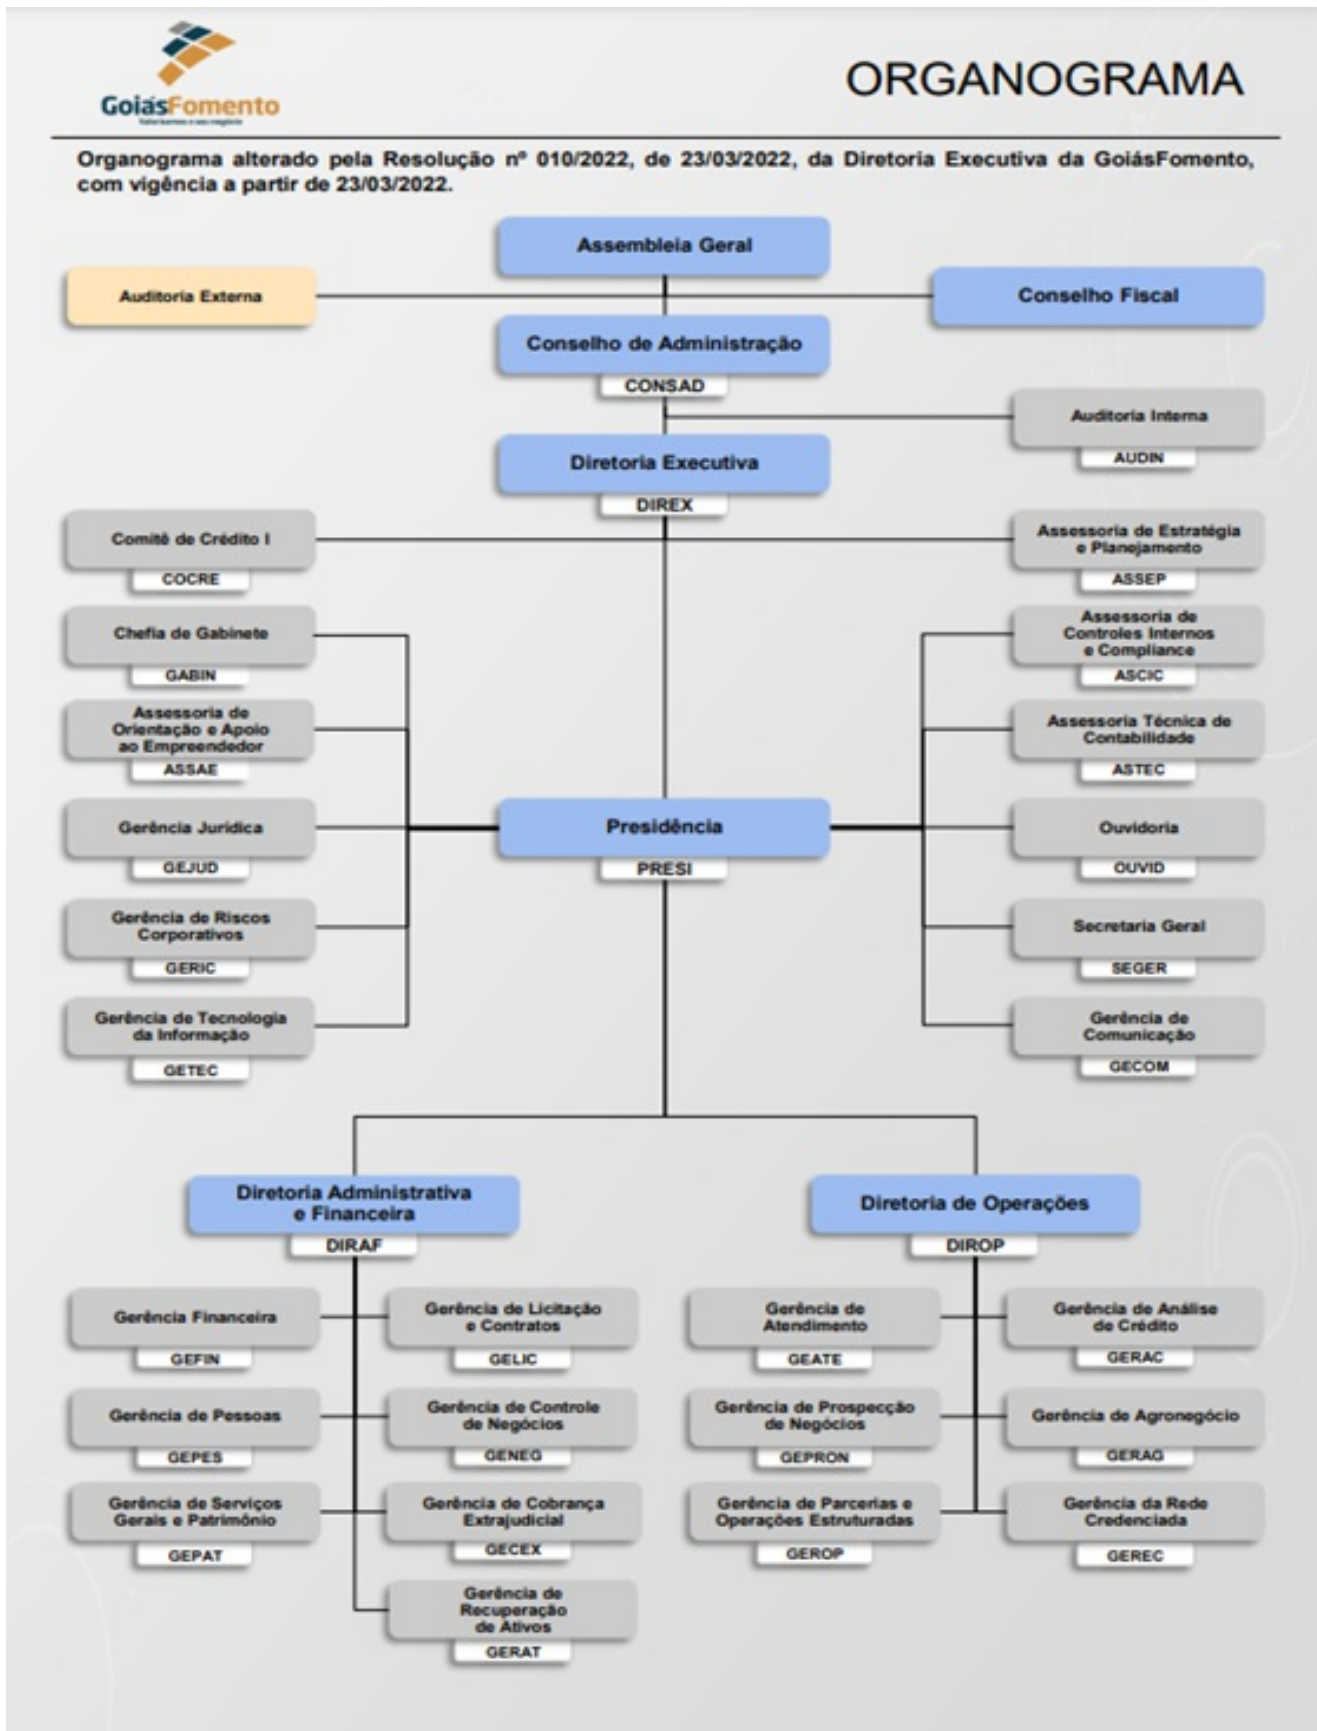 GoiásFomento
ORGANOGRAMA
Organograma alterado pela Resolução nº 010/2022, de 23/03/2022, da Diretoria Executiva da GoiásFomento,
com vigência a partir de 23/03/2022.
Assembleia Geral
Auditoria Externa
Conselho Fiscal
Conselho de Administração
CONSAD
Auditoria Interna
AUDIN
Diretoria Executiva
DIREX
Comitê de Crédito I
COCRE
Assessoria de Estratégia
e Planejamento
ASSEP
Chefia de Gabinete
GABIN
Assessoria de
Controles Internos
e Compliance
ASCIC
Assessoria de
Orientação e Apoio
ao Empreendedor
ASSAE
Assessoria Técnica de
Contabilidade
ASTEC
Gerência Jurídica
GEJUD
Presidência
PRESI
Ouvidoria
OUVID
Gerência de Riscos
Corporativos
GERIC
Secretaria Geral
SEGER
Gerência de Tecnologia
da Informação
GETEC
Gerência de
Comunicação
GECOM
Diretoria Administrativa
e Financeira
DIRAF
Diretoria de Operações
DIROP
Gerência Financeira
GEFIN
Gerência de Licitação
e Contratos
GELIC
Gerência de
Atendimento
GEATE
Gerência de Análise
de Crédito
GERAC
Gerência de Pessoas
GEPES
Gerência de Controle
de Negócios
GENEG
Gerência de Prospecção
de Negócios
GEPRON
Gerência de Agronegócio
GERAG
Gerência de Serviços
Gerais e Patrimônio
GEPAT
Gerência de Cobrança
Extrajudicial
GECEX
Gerência de Parcerias e
Operações Estruturadas
GEROP
Gerência da Rede
Credenciada
GEREC
Gerência de
Recuperação
de Ativos
GERAT